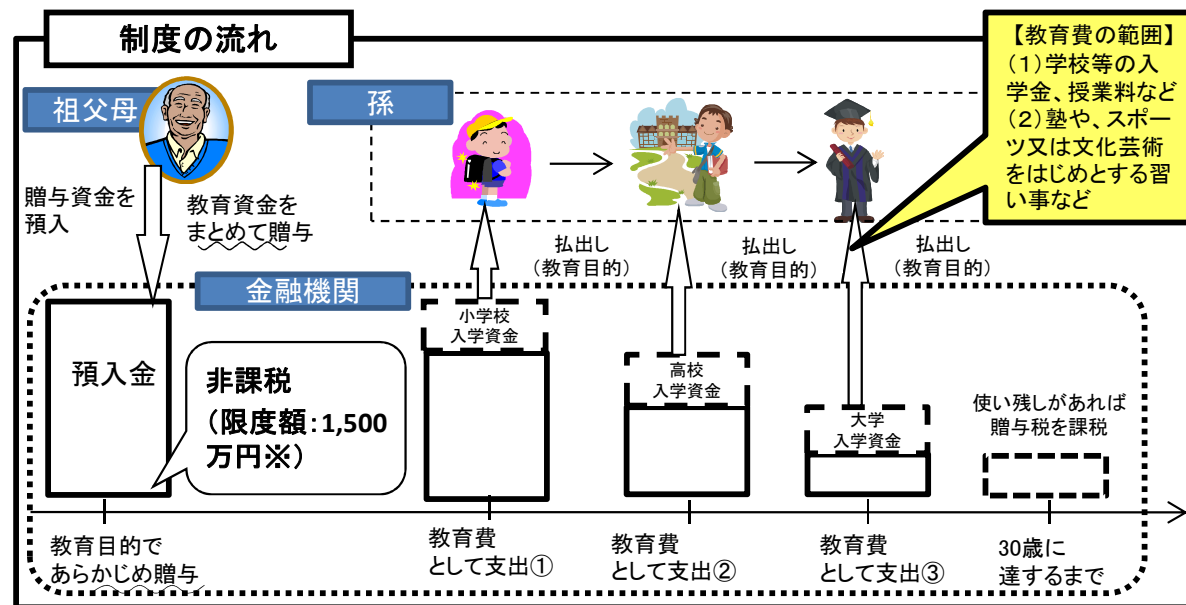 制度の流れ
【教育費の範囲】
(1)学校等の入
学金、授業料など
(2)塾や、スポー
ツ又は文化芸術
をはじめとする習
い事など
祖父母
孫
贈与資金を
預入
教育資金を
まとめて贈与
払出し
(教育目的)
払出し
(教育目的)
払出し
(教育目的)
金融機関
預入金
非課税
(限度額:1,500
万円※)
小学校
入学資金
高校
入学資金
大学
入学資金
使い残しがあれば
贈与税を課税
教育目的で
あらかじめ贈与
教育費
として支出①
教育費
として支出②
教育費
として支出③
30歳に
達するまで